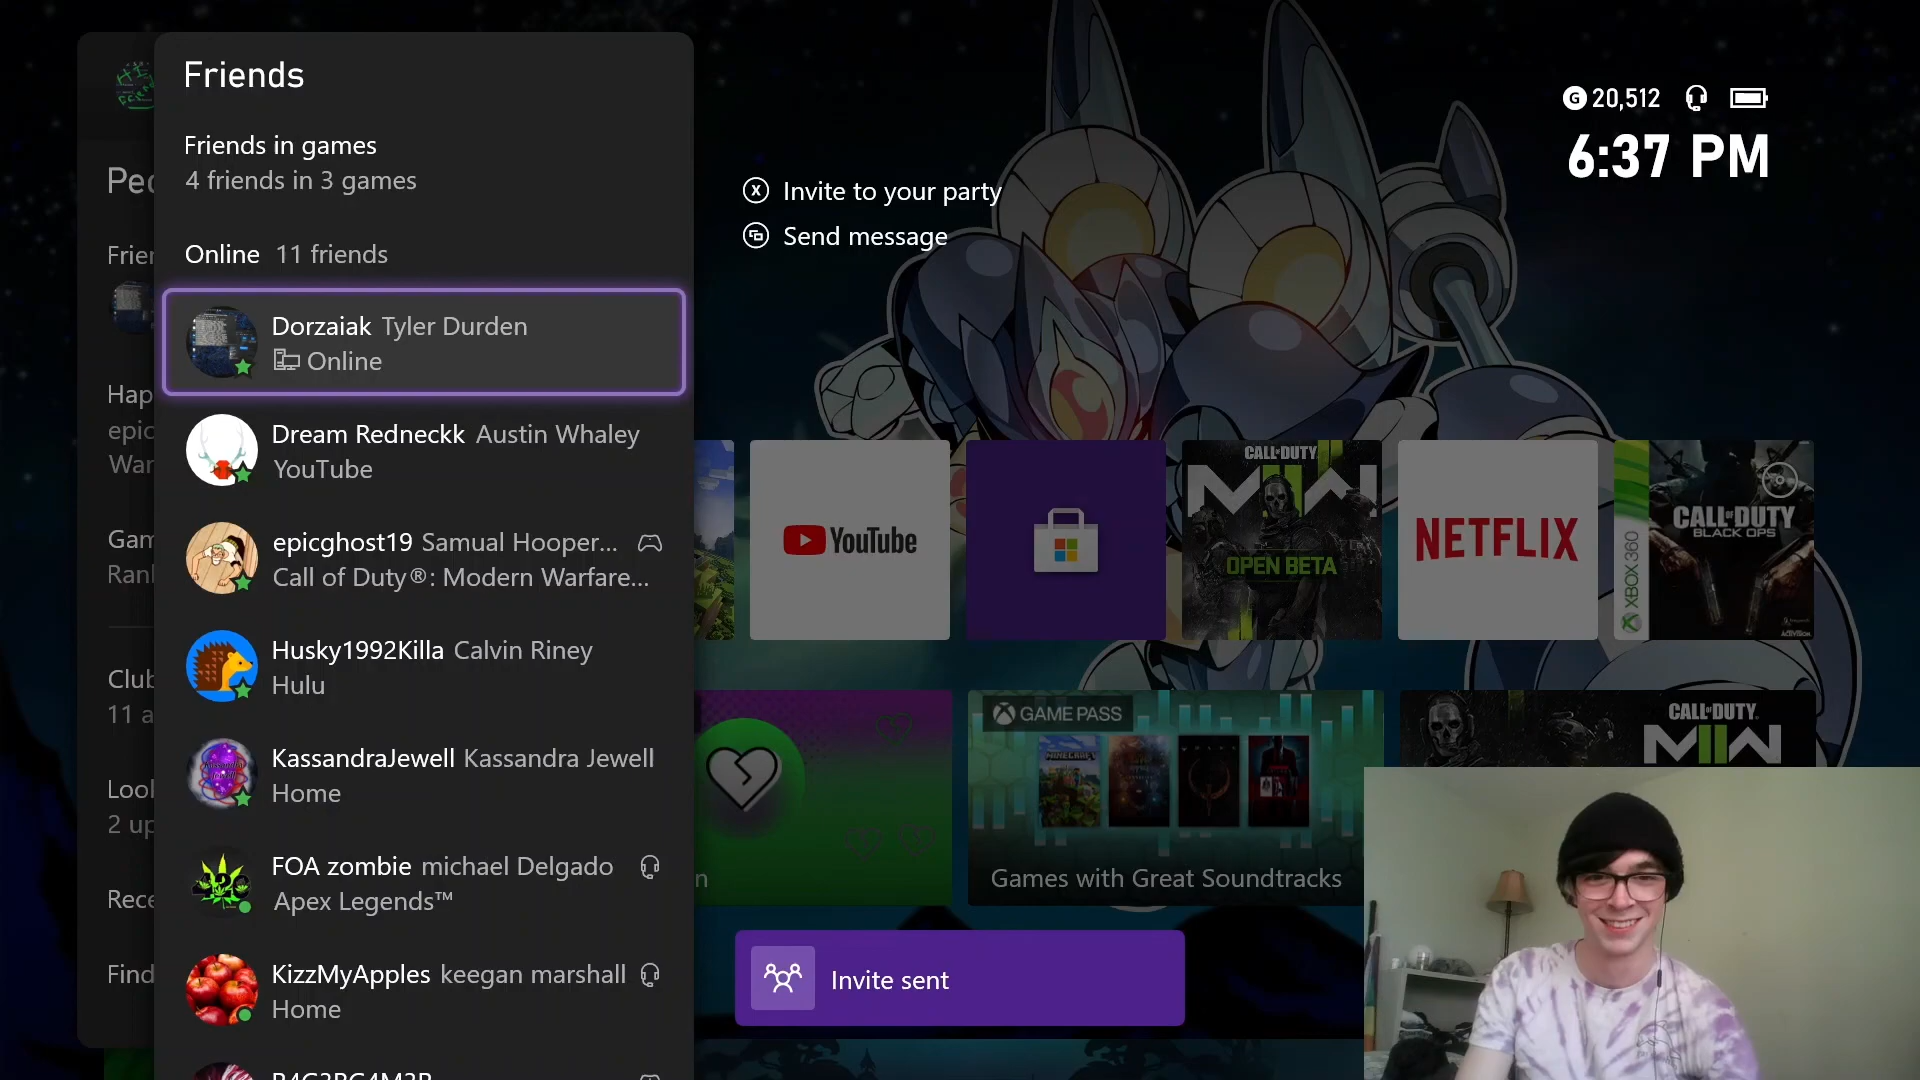 Friends
Friends in games
4 friends in 3 games
Online 11 friends
Dorzaiak Tyler Durden
Online
Dream Redneckk Austin Whaley
YouTube
epicghost19 Samual Hooper...
Call of Duty®: Modern Warfare...
Husky1992Killa Calvin Riney
Hulu
KassandraJewell Kassandra Jewell
Home
FOA zombie michael Delgado
Apex Legends™
KizzMyApples keegan marshall
Home
X Invite to your party
Send message
G 20,512
6:37 PM
YouTube
CALL OF DUTY
MWII
OPEN BETA
NETFLIX
XBOX 360
CALL OF DUTY
BLACK OPS
ACTIVISION
GAME PASS
MINECRAFT
Games with Great Soundtracks
CALL OF DUTY
MWII
Invite sent